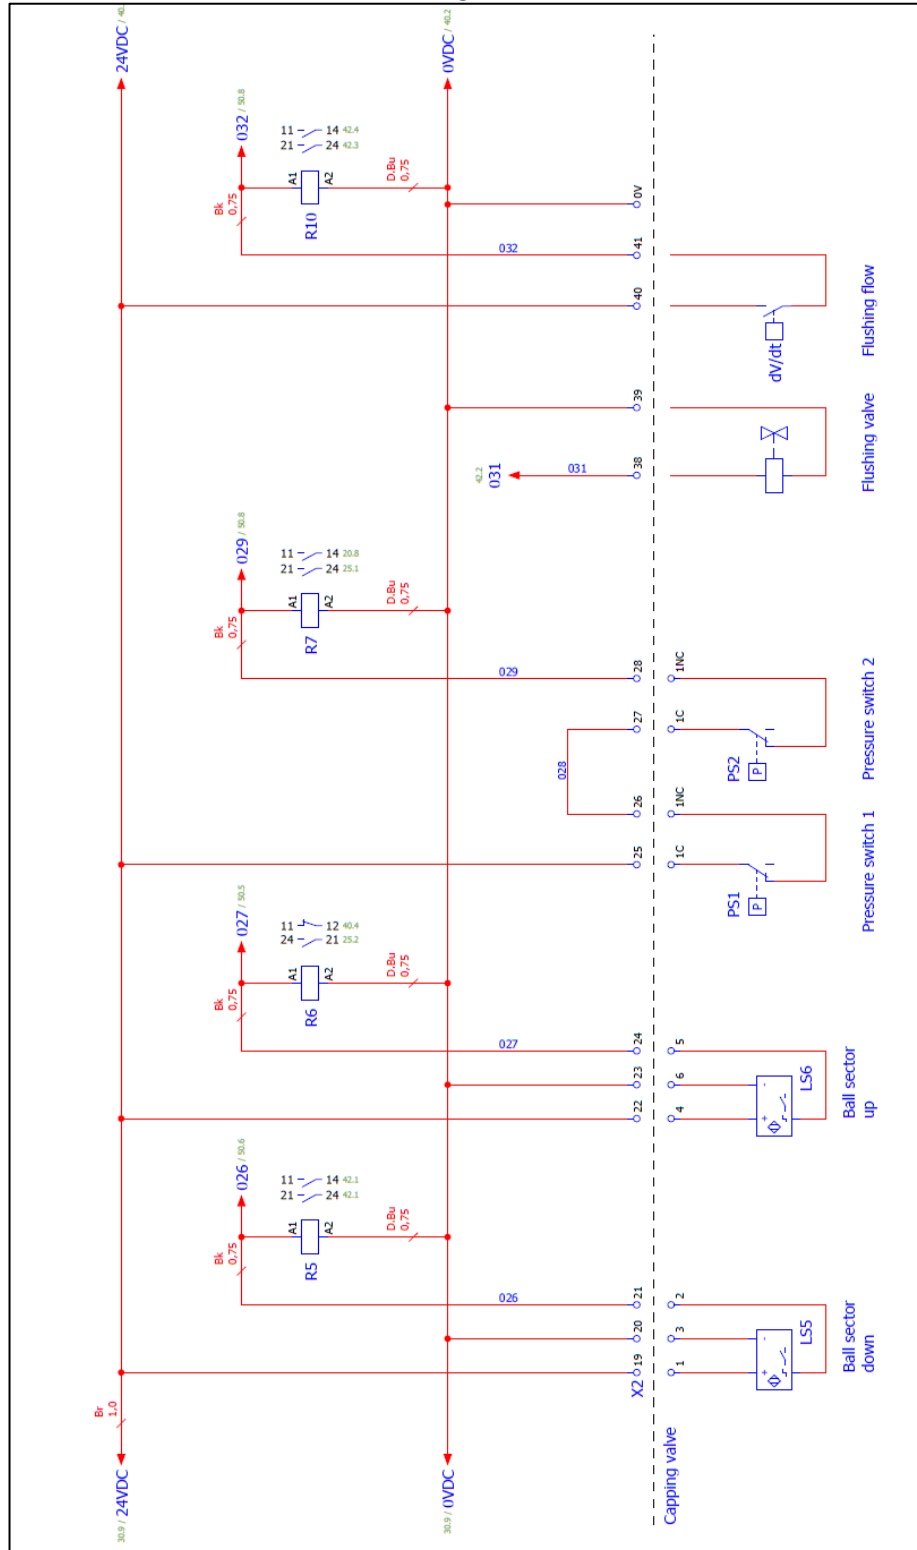 24VDC / 40.
0VDC / 40.2
30.9 / 24VDC
30.9 / 0VDC
Br
1,0
026 / 50.6
11 14 42.1
21 24 42.1
Bk
0,75
A1
A2
R5
D.Bu
0,75
026
027 / 50.5
11 12 40.4
24 21 25.2
Bk
0,75
A1
A2
R6
D.Bu
0,75
027
029 / 50.8
11 14 20.8
21 24 25.1
Bk
0,75
A1
A2
R7
D.Bu
0,75
029
028
42.2
031
031
032 / 50.8
11 14 42.4
21 24 42.3
Bk
0,75
A1
A2
R10
D.Bu
0,75
032
X2
19 20 21 22 23 24 25 26 27 28 38 39 40 41 0V
1 3 2 4 6 5 1C 1NC 1C 1NC
Capping valve
+ -
LS5
Ball sector
down
+ -
LS6
Ball sector
up
PS1
P
Pressure switch 1
PS2
P
Pressure switch 2
Flushing valve
dV/dt
Flushing flow